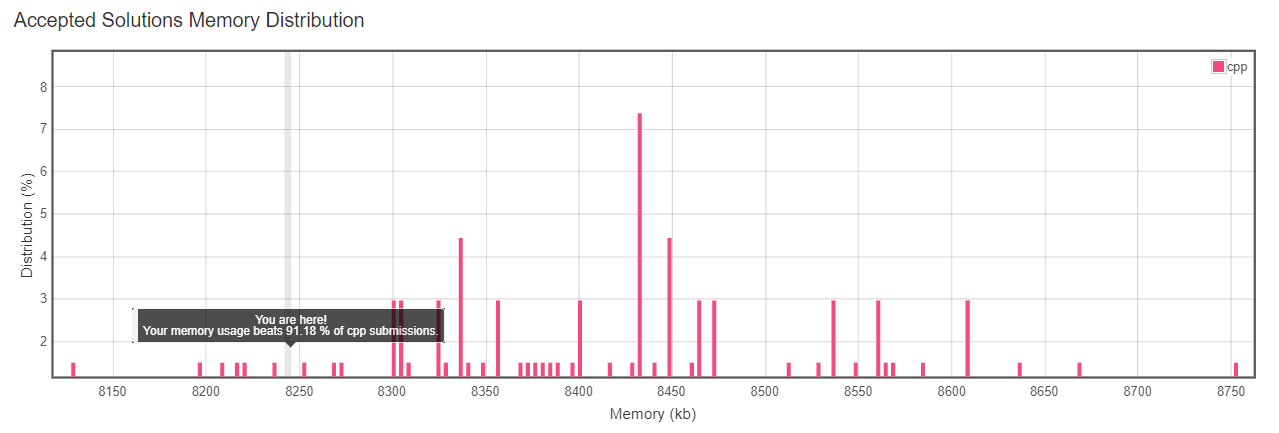 Accepted Solutions Memory Distribution
cpp
8
7
6
5
4
3
2
Distribution (%)
You are here!
Your memory usage beats 91.18 % of cpp submissions.
8150 8200 8250 8300 8350 8400 8450 8500 8550 8600 8650 8700 8750
Memory (kb)